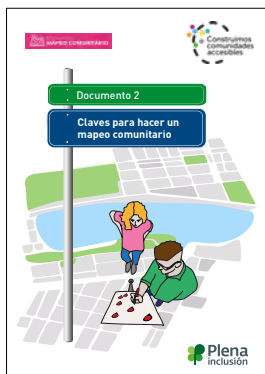 MAPEO COMUNITARIO
Construimos
comunidades
accesibles
Documento 2
Claves para hacer un
mapeo comunitario
Plena
inclusión